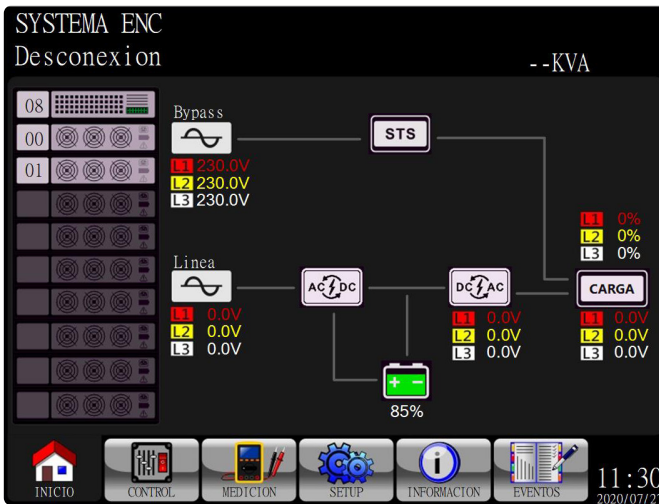 SYSTEMA ENC
Desconexion
--KVA
08
00
01
Bypass
STS
L1 230.0V
L2 230.0V
L3 230.0V
L1 0%
L2 0%
L3 0%
Linea
AC DC
DC AC
CARGA
L1 0.0V
L2 0.0V
L3 0.0V
L1 0.0V
L2 0.0V
L3 0.0V
L1 0.0V
L2 0.0V
L3 0.0V
85%
INICIO
CONTROL
MEDICION
SETUP
INFORMACION
EVENTOS
11:30